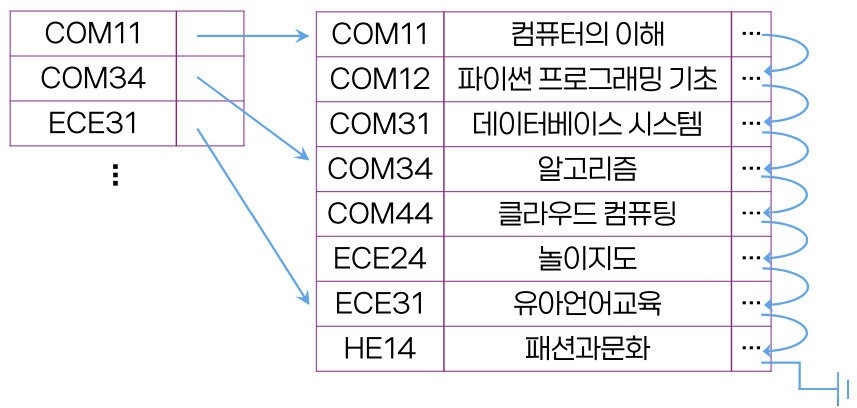 COM11
COM34
ECE31
⋮
COM11 컴퓨터의 이해 ···
COM12 파이썬 프로그래밍 기초 ···
COM31 데이터베이스 시스템 ···
COM34 알고리즘 ···
COM44 클라우드 컴퓨팅 ···
ECE24 놀이지도 ···
ECE31 유아언어교육 ···
HE14 패션과문화 ···